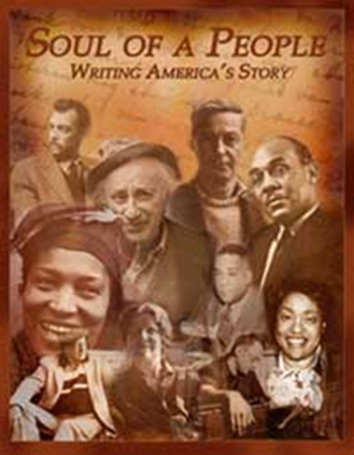 SOUL OF A PEOPLE
WRITING AMERICA'S STORY